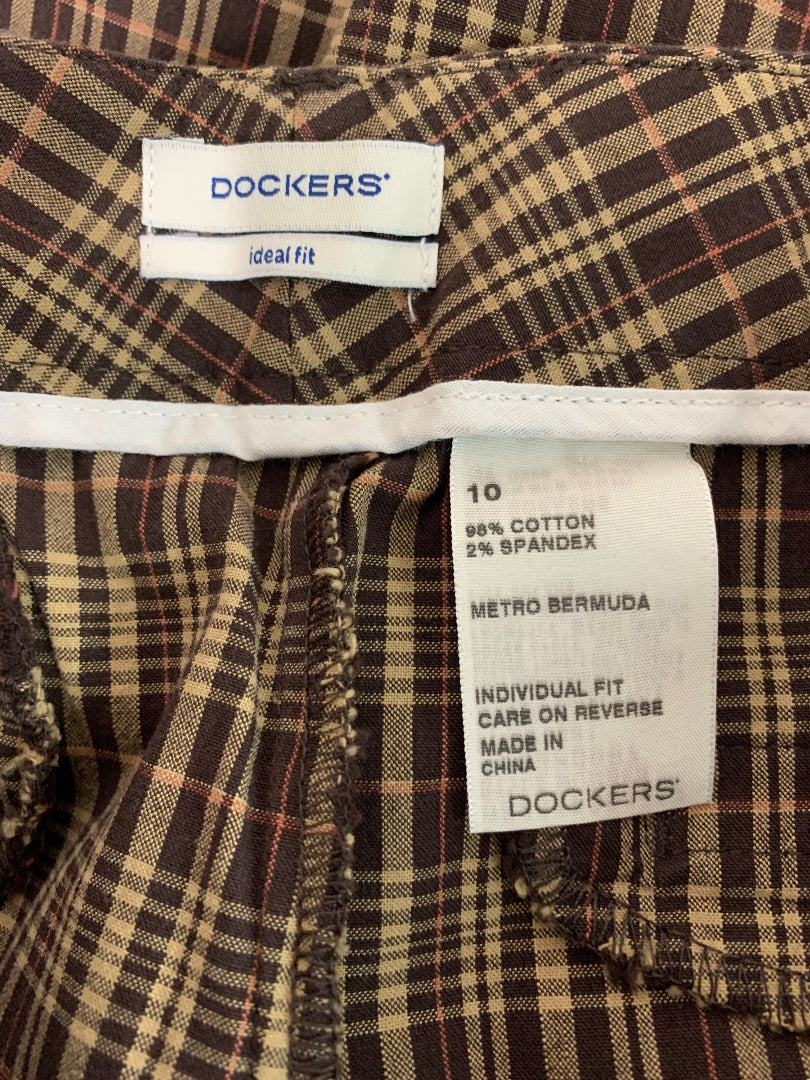 DOCKERS
ideal fit
10
98% COTTON
2% SPANDEX
METRO BERMUDA
INDIVIDUAL FIT
CARE ON REVERSE
MADE IN
CHINA
DOCKERS